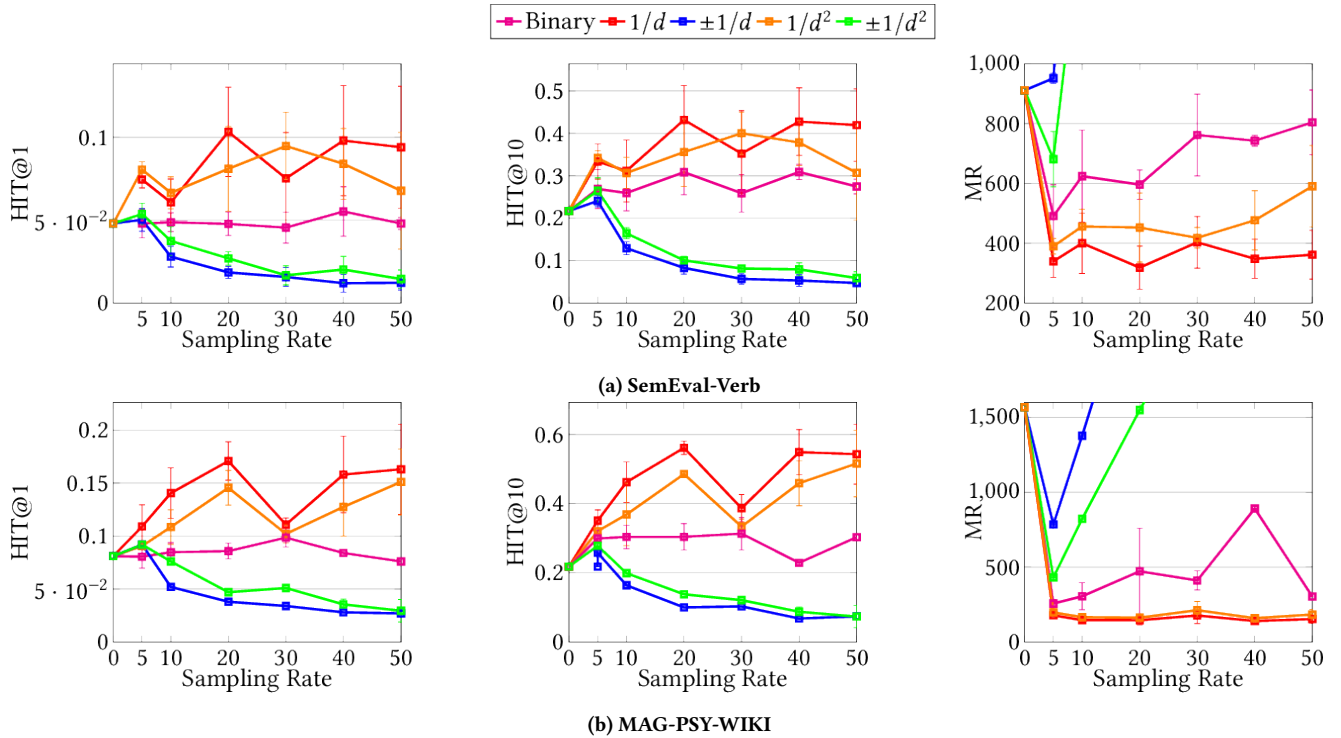 Binary 1/d ±1/d 1/d² ±1/d²
HIT@1
0.1
5 · 10⁻²
0
0 5 10 20 30 40 50
Sampling Rate
HIT@10
0.5
0.4
0.3
0.2
0.1
0
0 5 10 20 30 40 50
Sampling Rate
MR
1,000
800
600
400
200
0 5 10 20 30 40 50
Sampling Rate
(a) SemEval-Verb
HIT@1
0.2
0.15
0.1
5 · 10⁻²
0
0 5 10 20 30 40 50
Sampling Rate
HIT@10
0.6
0.4
0.2
0
0 5 10 20 30 40 50
Sampling Rate
MR
1,500
1,000
500
0
0 5 10 20 30 40 50
Sampling Rate
(b) MAG-PSY-WIKI